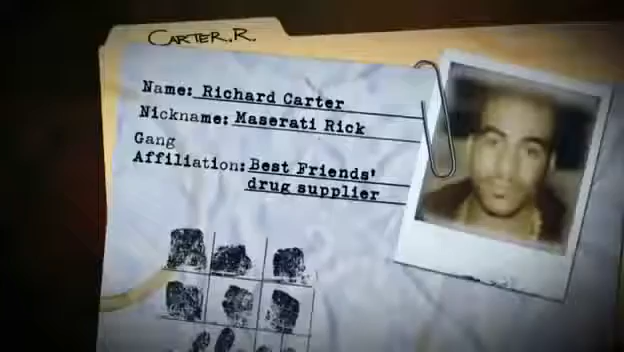 CARTER.R.
Name: Richard Carter
Nickname: Maserati Rick
Gang
Affiliation: Best Friends'
drug supplier